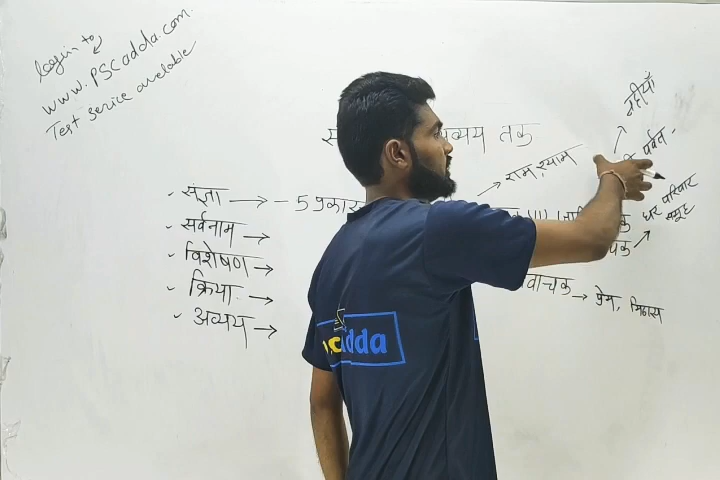 login to
www.PSCadda.com.
Test service avelable
अव्यय तक
संज्ञा → - 5 प्रकार
सर्वनाम →
विशेषण →
क्रिया →
अव्यय →
राम, श्याम
नदीयाँ
पर्वत -
घर परिवार
समूह
वाचक → प्रेम, मिठास
adda